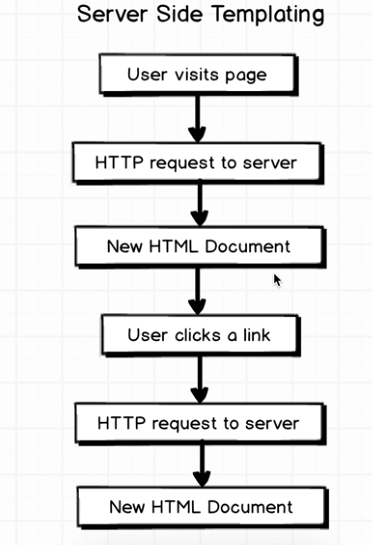 Server Side Templating
User visits page
HTTP request to server
New HTML Document
User clicks a link
HTTP request to server
New HTML Document